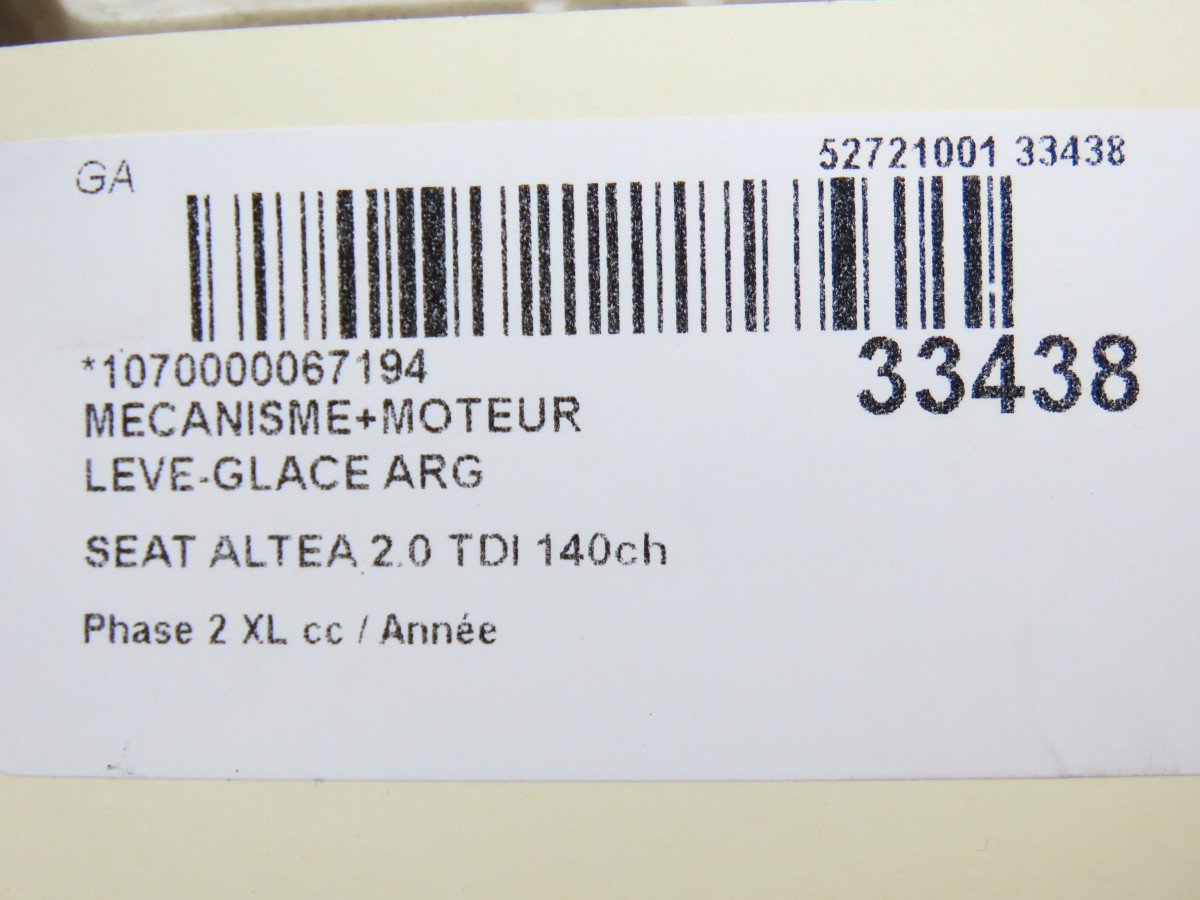 GA
52721001 33438
*1070000067194
33438
MECANISME+MOTEUR
LEVE-GLACE ARG
SEAT ALTEA 2.0 TDI 140ch
Phase 2 XL cc / Année